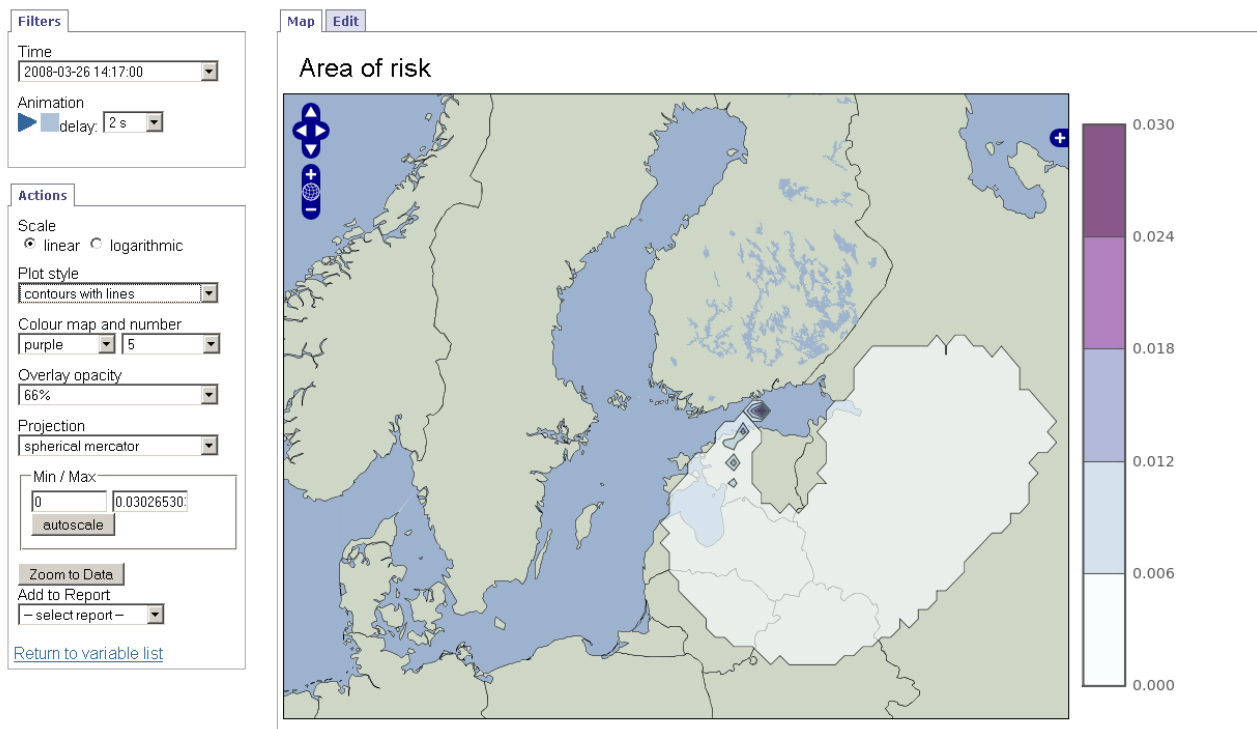 Filters
Time
2008-03-26 14:17:00
Animation
delay: 2 s
Actions
Scale
linear logarithmic
Plot style
contours with lines
Colour map and number
purple 5
Overlay opacity
66%
Projection
spherical mercator
Min / Max
0 0.03026530
autoscale
Zoom to Data
Add to Report
– select report –
Return to variable list
Map Edit
Area of risk
0.030
0.024
0.018
0.012
0.006
0.000